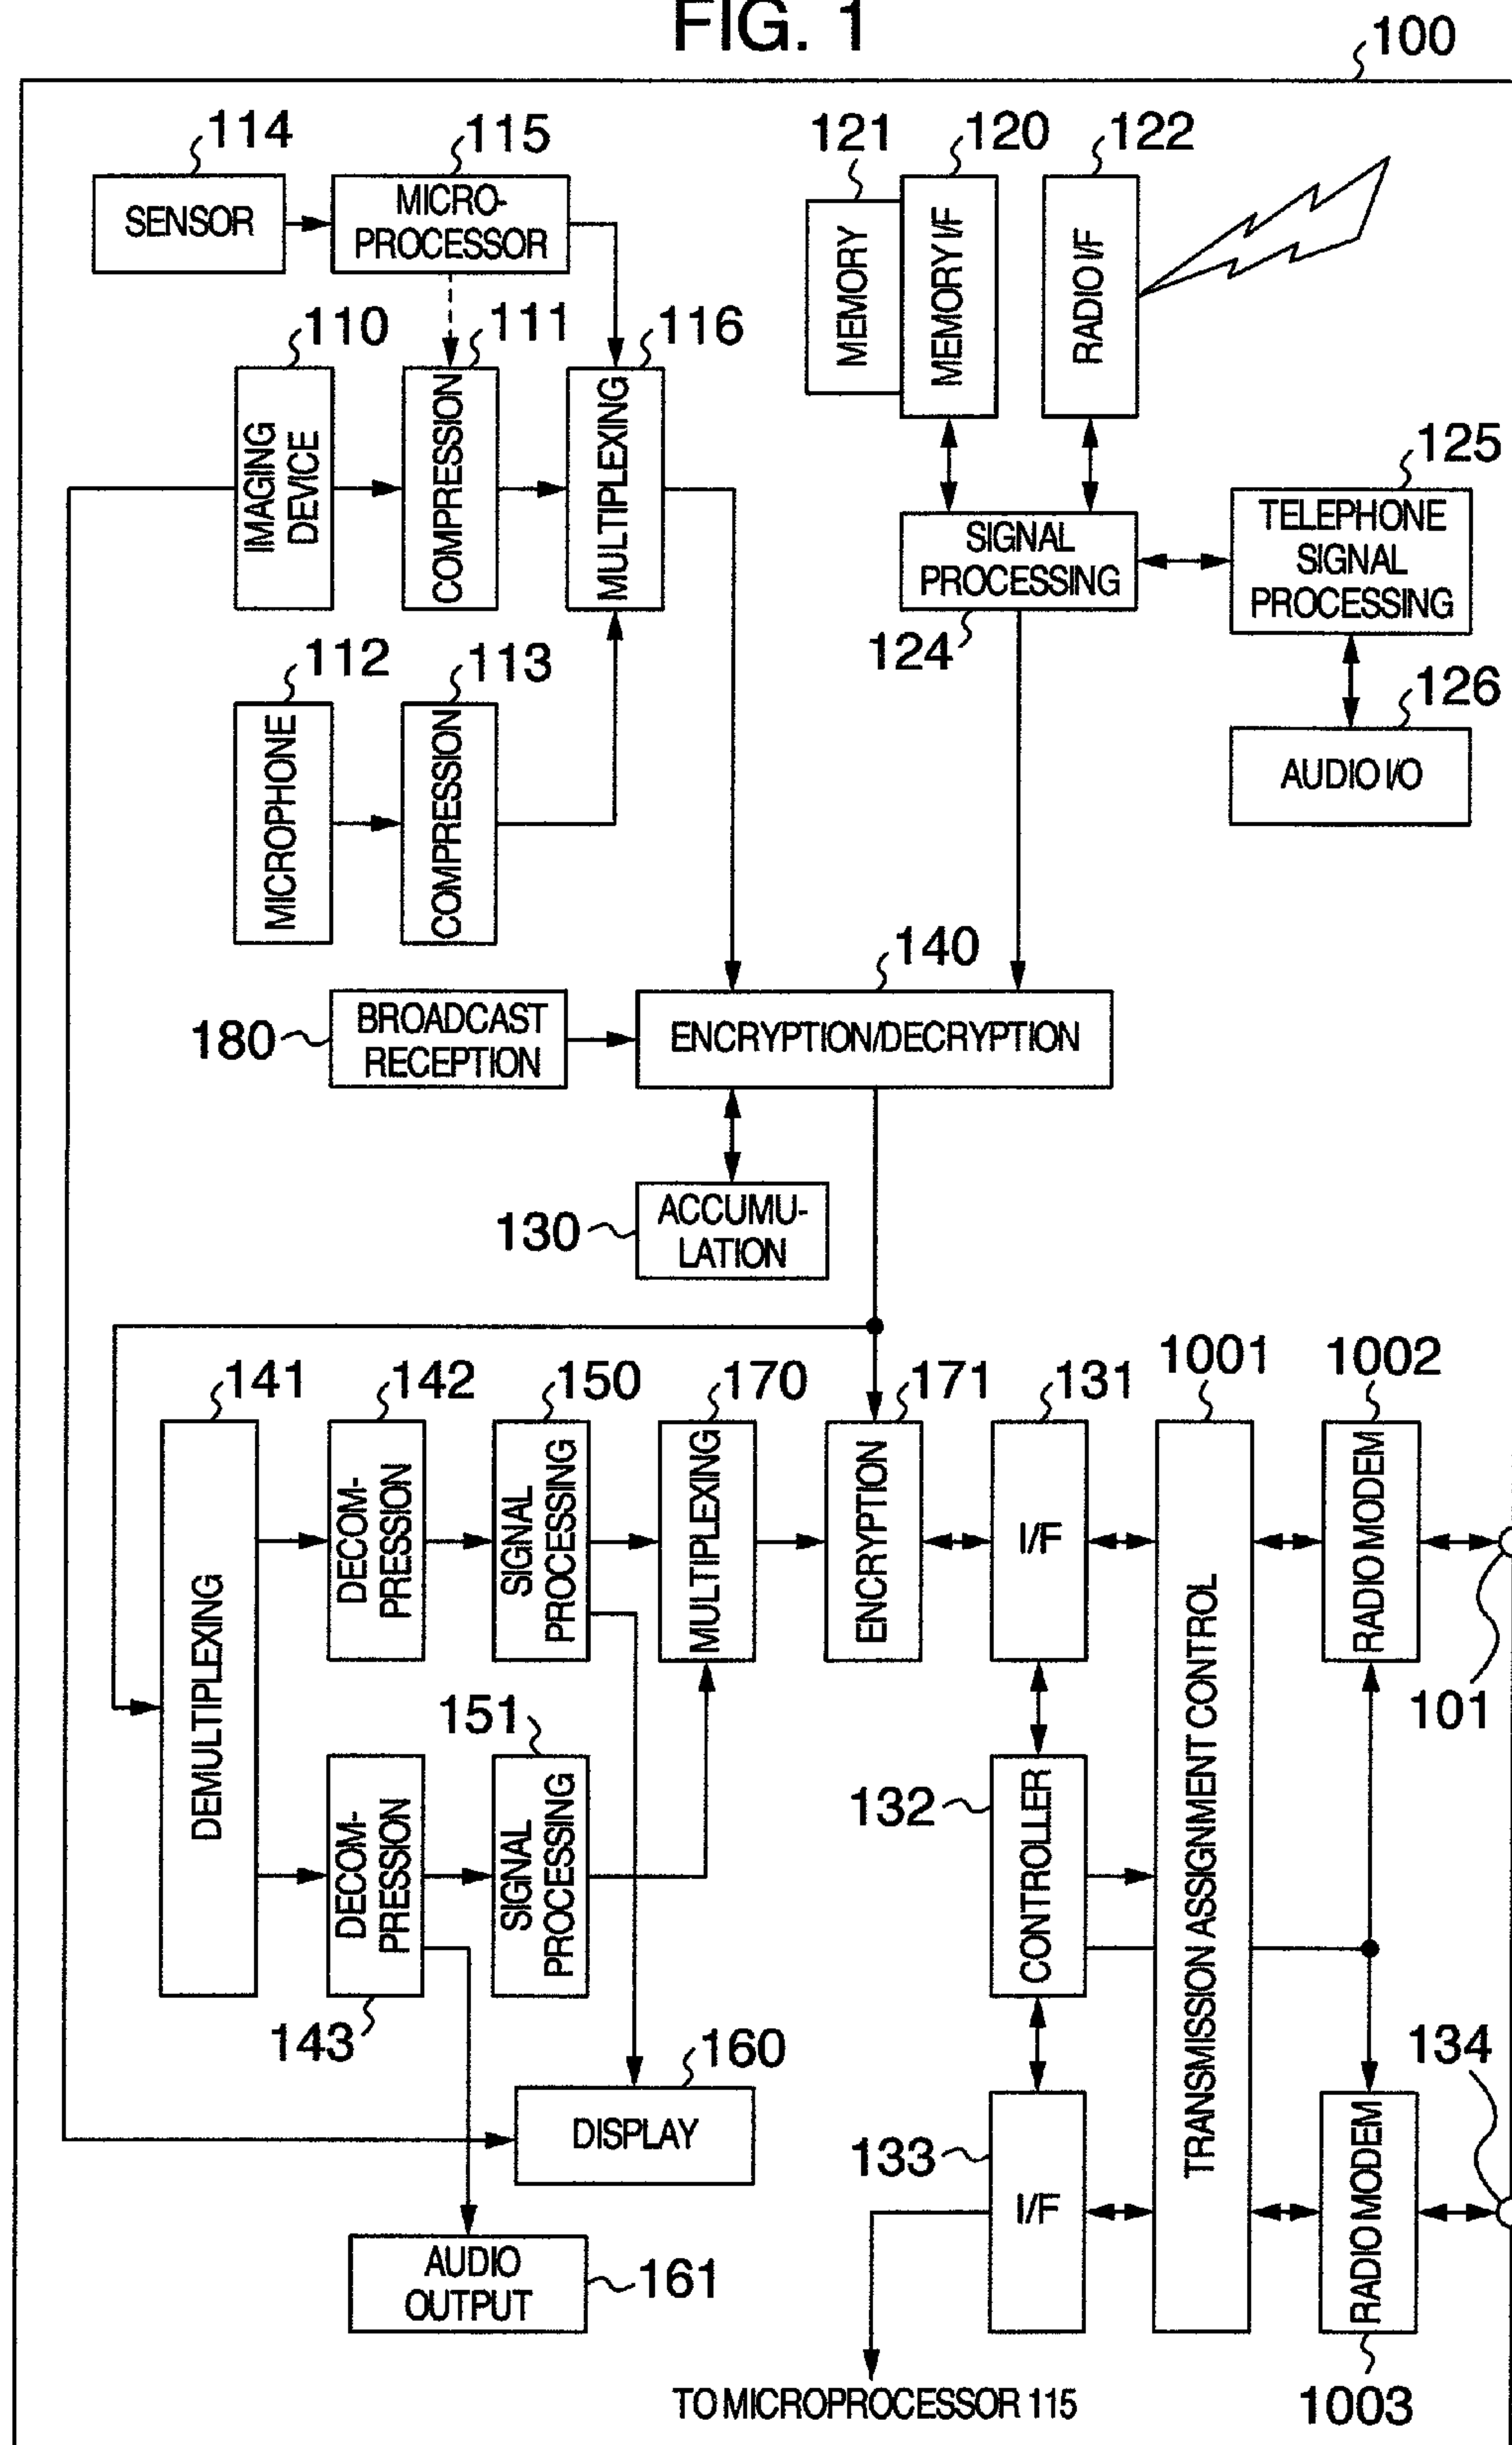 FIG. 1
100
114
115
121
120
122
SENSOR
MICRO-
PROCESSOR
MEMORY
MEMORY I/F
RADIO I/F
110
111
116
IMAGING
DEVICE
COMPRESSION
MULTIPLEXING
125
SIGNAL
PROCESSING
TELEPHONE
SIGNAL
PROCESSING
124
112
113
126
MICROPHONE
COMPRESSION
AUDIO I/O
140
180
BROADCAST
RECEPTION
ENCRYPTION/DECRYPTION
130
ACCUMU-
LATION
141
142
150
170
171
131
1001
1002
DEMULTIPLEXING
DECOM-
PRESSION
SIGNAL
PROCESSING
MULTIPLEXING
ENCRYPTION
I/F
TRANSMISSION ASSIGNMENT CONTROL
RADIO MODEM
101
151
132
DECOM-
PRESSION
SIGNAL
PROCESSING
CONTROLLER
143
160
134
DISPLAY
133
I/F
RADIO MODEM
AUDIO
OUTPUT
161
TO MICROPROCESSOR 115
1003